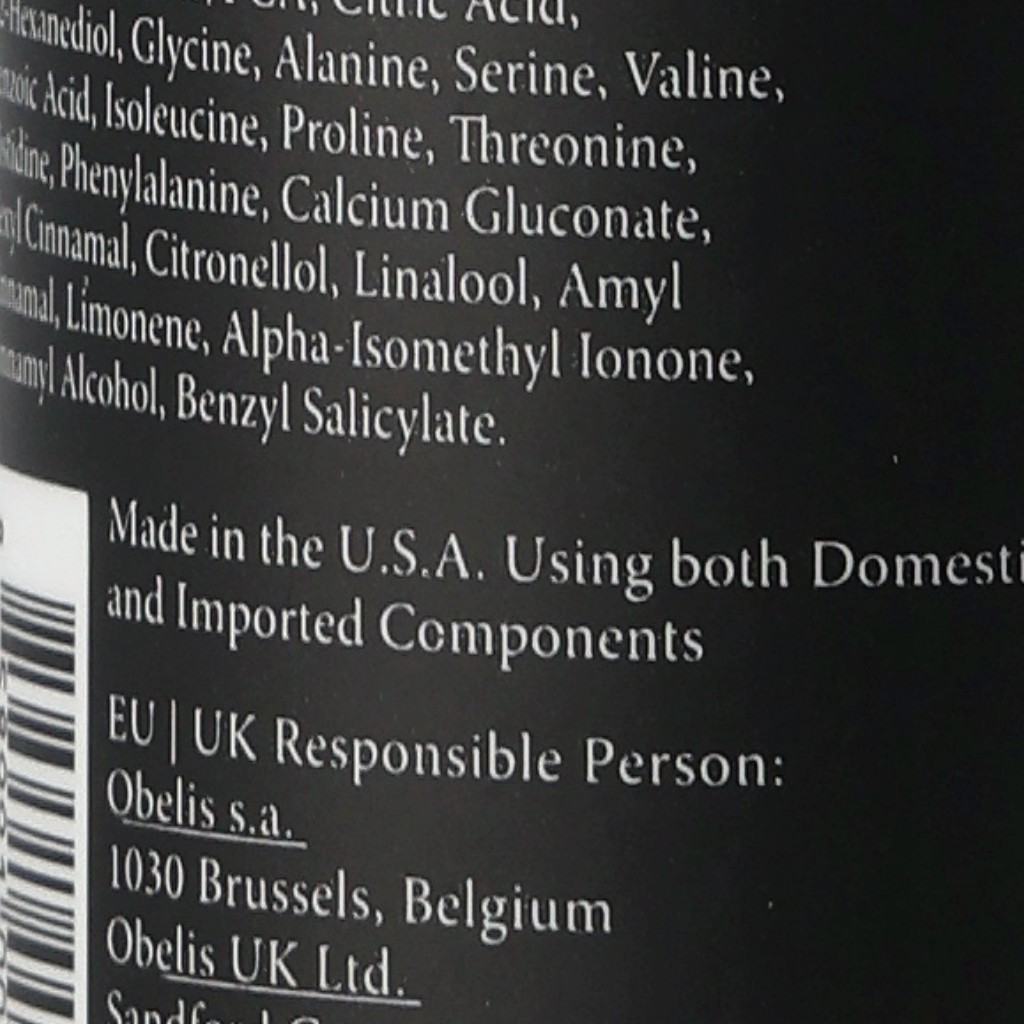 Citric Acid,
Glycine, Alanine, Serine, Valine,
Acid, Isoleucine, Proline, Threonine,
Phenylalanine, Calcium Gluconate,
Cinnamal, Citronellol, Linalool, Amyl
Limonene, Alpha-Isomethyl Ionone,
Alcohol, Benzyl Salicylate.
Made in the U.S.A. Using both Domesti
and Imported Components
EU | UK Responsible Person:
Obelis s.a.
1030 Brussels, Belgium
Obelis UK Ltd.